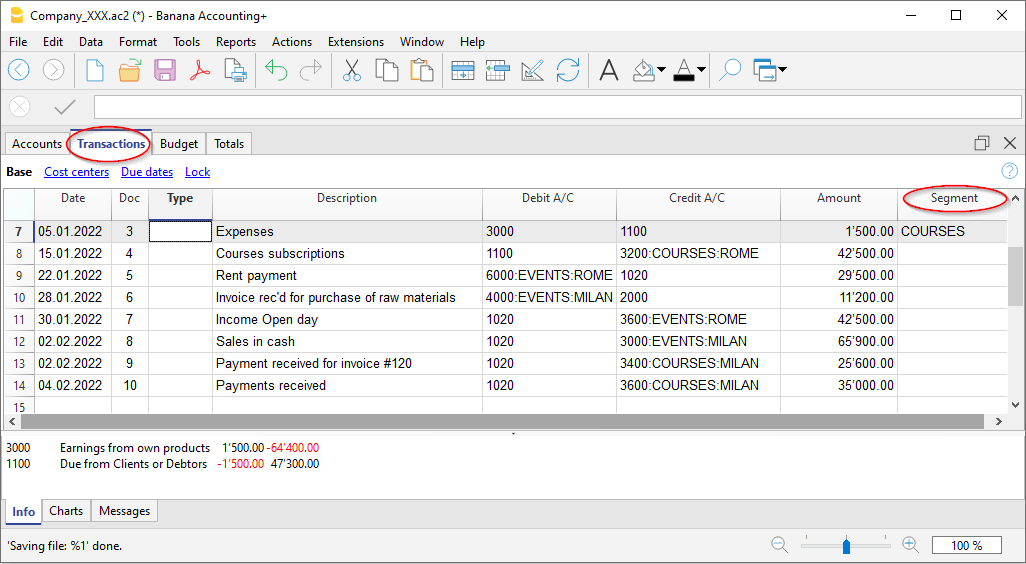 Company_XXX.ac2 (*) - Banana Accounting+
File Edit Data Format Tools Reports Actions Extensions Window Help
Accounts Transactions Budget Totals
Base Cost centers Due dates Lock
Date Doc Type Description Debit A/C Credit A/C Amount Segment
7 05.01.2022 3 Expenses 3000 1100 1'500.00 COURSES
8 15.01.2022 4 Courses subscriptions 1100 3200:COURSES:ROME 42'500.00
9 22.01.2022 5 Rent payment 6000:EVENTS:ROME 1020 29'500.00
10 28.01.2022 6 Invoice rec'd for purchase of raw materials 4000:EVENTS:MILAN 2000 11'200.00
11 30.01.2022 7 Income Open day 1020 3600:EVENTS:ROME 42'500.00
12 02.02.2022 8 Sales in cash 1020 3000:EVENTS:MILAN 65'900.00
13 02.02.2022 9 Payment received for invoice #120 1020 3400:COURSES:MILAN 25'600.00
14 04.02.2022 10 Payments received 1020 3600:COURSES:MILAN 35'000.00
15
3000 Earnings from own products 1'500.00 -64'400.00
1100 Due from Clients or Debtors -1'500.00 47'300.00
Info Charts Messages
'Saving file: %1' done.
100 %